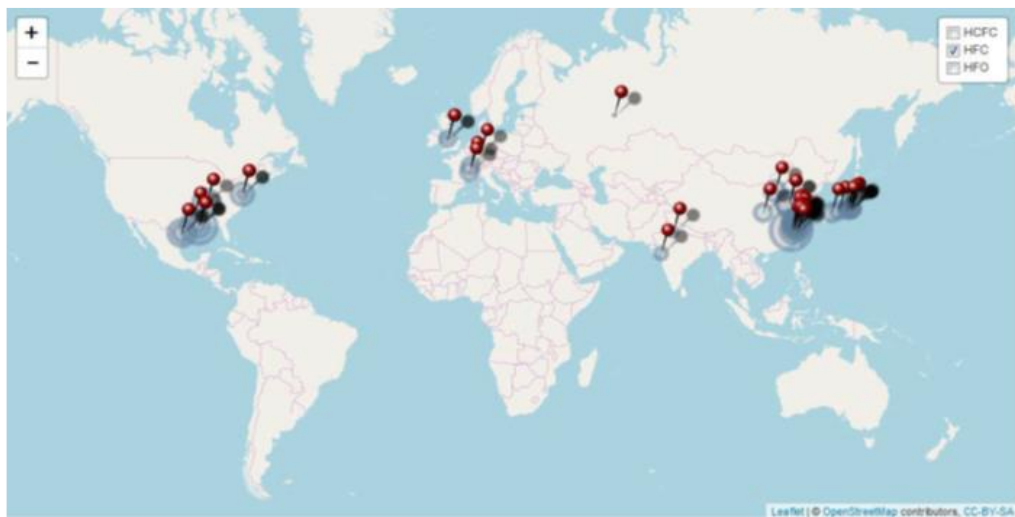 +
−
HCFC
HFC
HFO
Leaflet | © OpenStreetMap contributors, CC-BY-SA